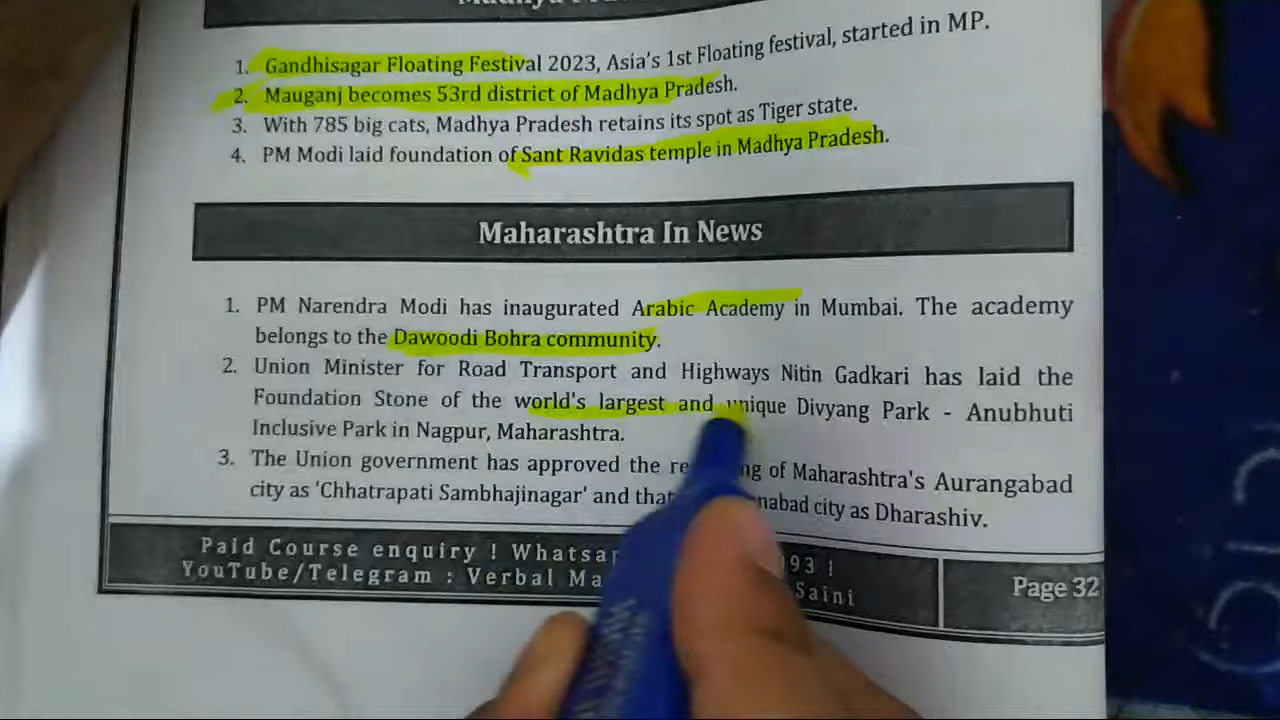 Madhya
1. Gandhisagar Floating Festival 2023, Asia's 1st Floating festival, started in MP.
2. Mauganj becomes 53rd district of Madhya Pradesh.
3. With 785 big cats, Madhya Pradesh retains its spot as Tiger state.
4. PM Modi laid foundation of Sant Ravidas temple in Madhya Pradesh.
Maharashtra In News
1. PM Narendra Modi has inaugurated Arabic Academy in Mumbai. The academy
belongs to the Dawoodi Bohra community.
2. Union Minister for Road Transport and Highways Nitin Gadkari has laid the
Foundation Stone of the world's largest and unique Divyang Park - Anubhuti
Inclusive Park in Nagpur, Maharashtra.
3. The Union government has approved the re ng of Maharashtra's Aurangabad
city as 'Chhatrapati Sambhajinagar' and that nabad city as Dharashiv.
Paid Course enquiry ! Whatsa 93 !
YouTube/Telegram : Verbal Ma Saini
Page 32